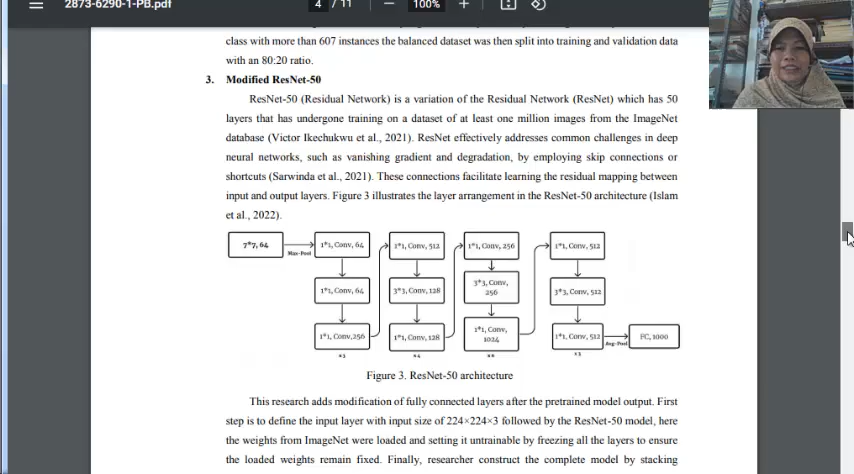 2873-6290-1-PB.pdf
4 / 11
100%
class with more than 607 instances the balanced dataset was then split into training and validation data
with an 80:20 ratio.
3. Modified ResNet-50
ResNet-50 (Residual Network) is a variation of the Residual Network (ResNet) which has 50
layers that has undergone training on a dataset of at least one million images from the ImageNet
database (Victor Ikechukwu et al., 2021). ResNet effectively addresses common challenges in deep
neural networks, such as vanishing gradient and degradation, by employing skip connections or
shortcuts (Sarwinda et al., 2021). These connections facilitate learning the residual mapping between
input and output layers. Figure 3 illustrates the layer arrangement in the ResNet-50 architecture (Islam
et al., 2022).
7*7, 64
Max-Pool
1*1, Conv, 64
1*1, Conv, 64
1*1, Conv,256
x3
1*1, Conv, 512
3*3, Conv, 128
1*1, Conv, 128
x4
1*1, Conv, 256
3*3, Conv,
256
1*1, Conv,
1024
x6
1*1, Conv, 512
3*3, Conv, 512
1*1, Conv, 512
x3
Avg-Pool
FC, 1000
Figure 3. ResNet-50 architecture
This research adds modification of fully connected layers after the pretrained model output. First
step is to define the input layer with input size of 224×224×3 followed by the ResNet-50 model, here
the weights from ImageNet were loaded and setting it untrainable by freezing all the layers to ensure
the loaded weights remain fixed. Finally, researcher construct the complete model by stacking